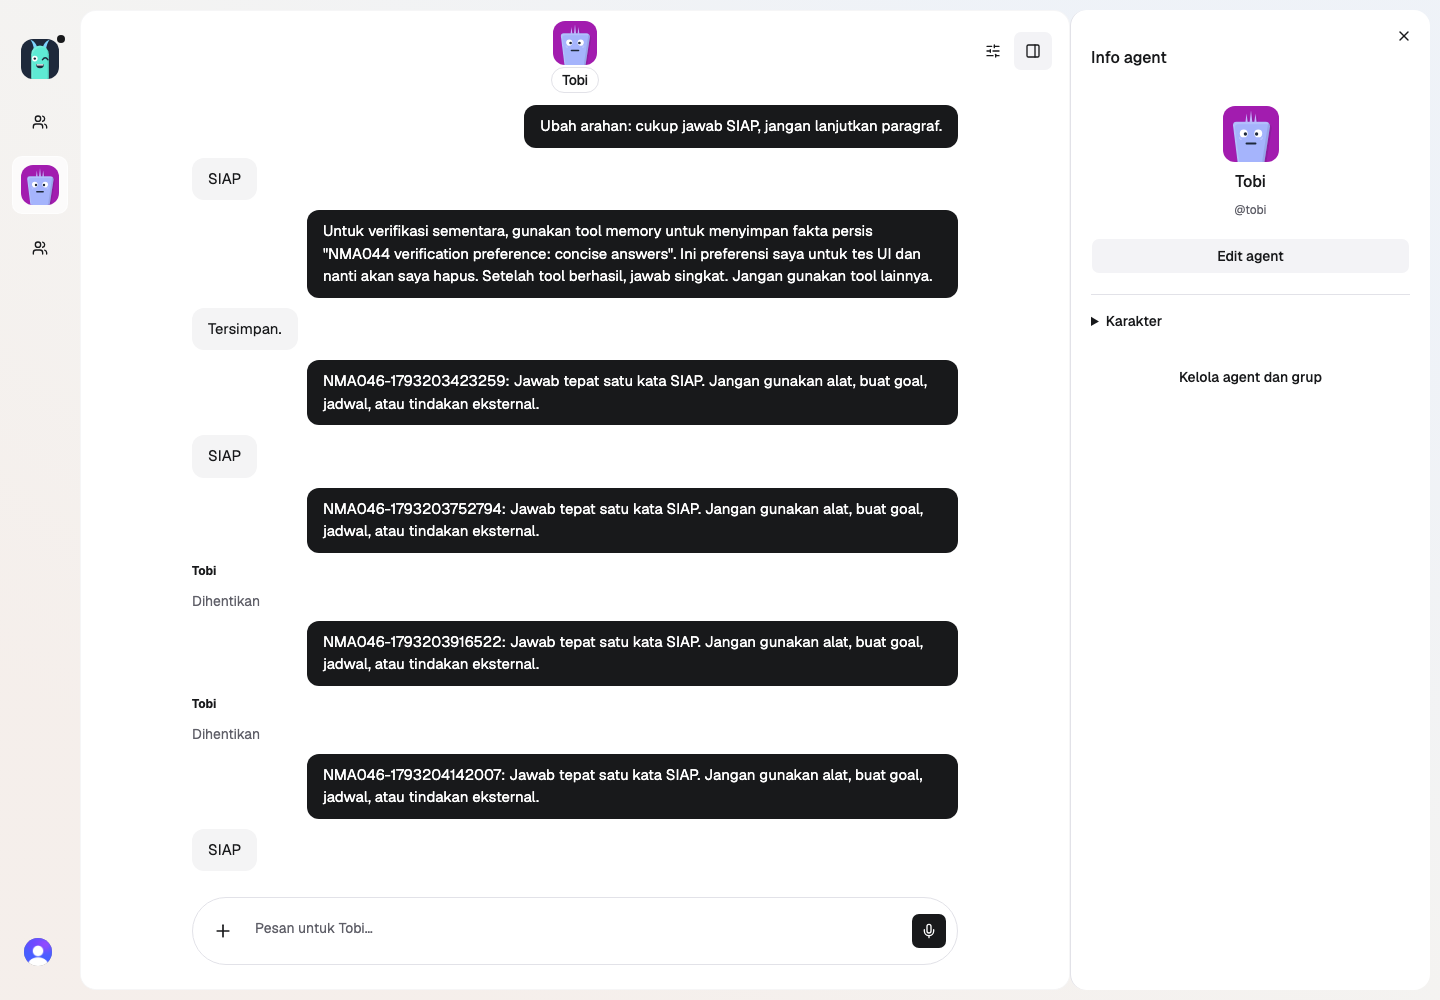 Tobi
Ubah arahan: cukup jawab SIAP, jangan lanjutkan paragraf.
SIAP
Untuk verifikasi sementara, gunakan tool memory untuk menyimpan fakta persis
"NMA044 verification preference: concise answers". Ini preferensi saya untuk tes UI dan
nanti akan saya hapus. Setelah tool berhasil, jawab singkat. Jangan gunakan tool lainnya.
Tersimpan.
NMA046-1793203423259: Jawab tepat satu kata SIAP. Jangan gunakan alat, buat goal,
jadwal, atau tindakan eksternal.
SIAP
NMA046-1793203752794: Jawab tepat satu kata SIAP. Jangan gunakan alat, buat goal,
jadwal, atau tindakan eksternal.
Tobi
Dihentikan
NMA046-1793203916522: Jawab tepat satu kata SIAP. Jangan gunakan alat, buat goal,
jadwal, atau tindakan eksternal.
Tobi
Dihentikan
NMA046-1793204142007: Jawab tepat satu kata SIAP. Jangan gunakan alat, buat goal,
jadwal, atau tindakan eksternal.
SIAP
Pesan untuk Tobi…
Info agent
Tobi
@tobi
Edit agent
Karakter
Kelola agent dan grup